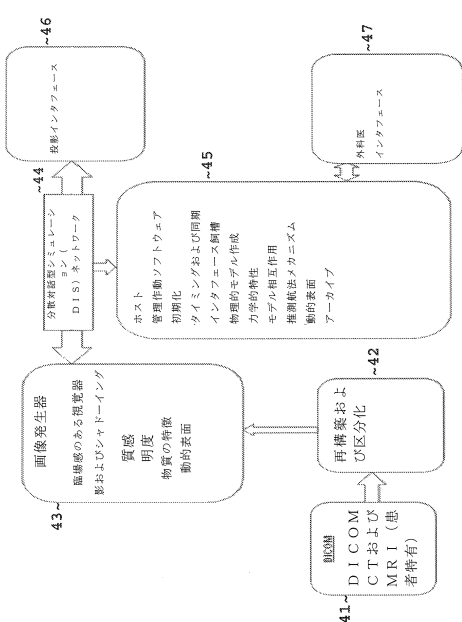 ~46
投影インタフェース
~44
分散対話型シミュレーシ
ョン(
DIS)ネットワーク
~47
外科医
インタフェース
~45
ホスト
管理作動ソフトウェア
初期化
タイミングおよび同期
インタフェース飼槽
物理的モデル作成
力学的特性
モデル相互作用
推測航法メカニズム
動的表面
アーカイブ
43~
画像発生器
臨場感のある視覚器
影およびシャドーイング
質感
明度
物質の特徴
動的表面
~42
再構築およ
び区分化
41~
DICOM
DICOM
CTおよび
MRI(患
者特有)